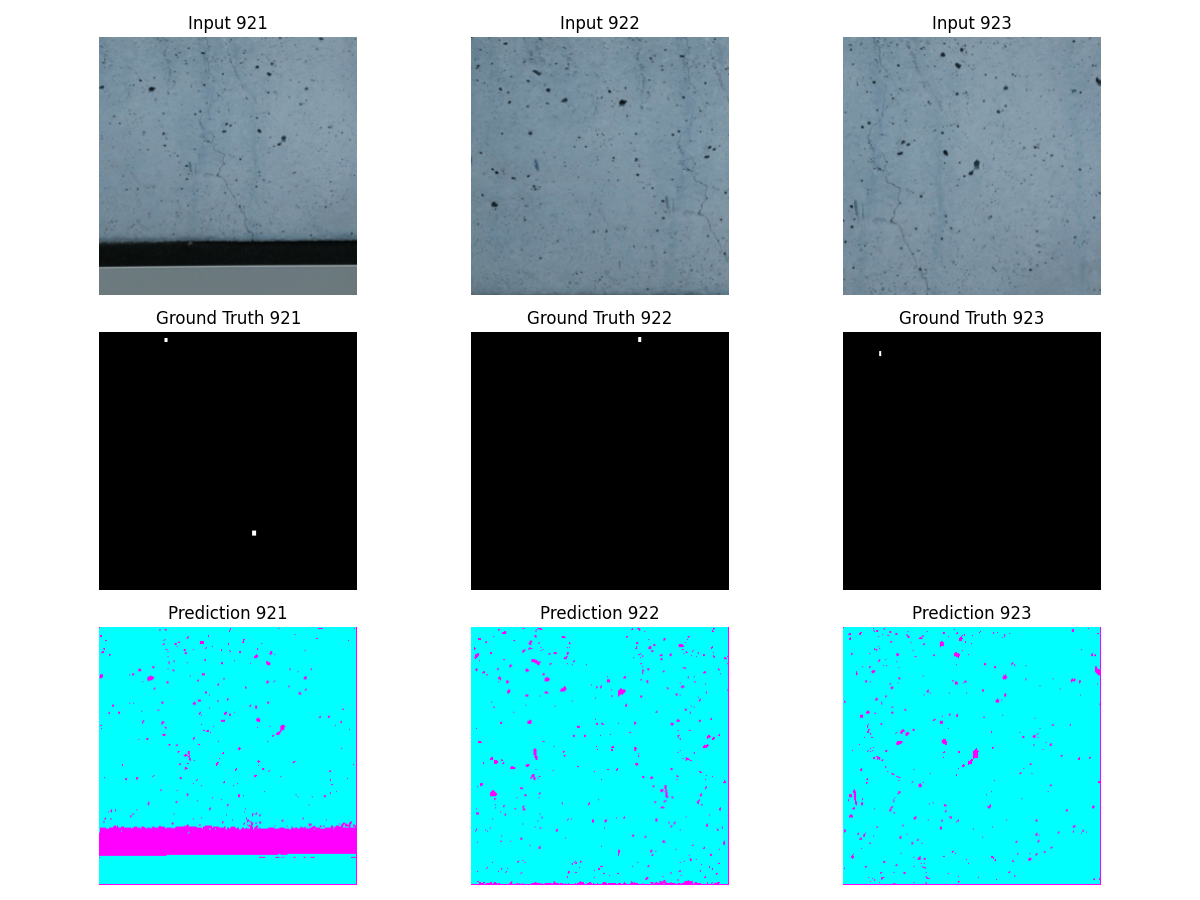 Input 921
Input 922
Input 923
Ground Truth 921
Ground Truth 922
Ground Truth 923
Prediction 921
Prediction 922
Prediction 923